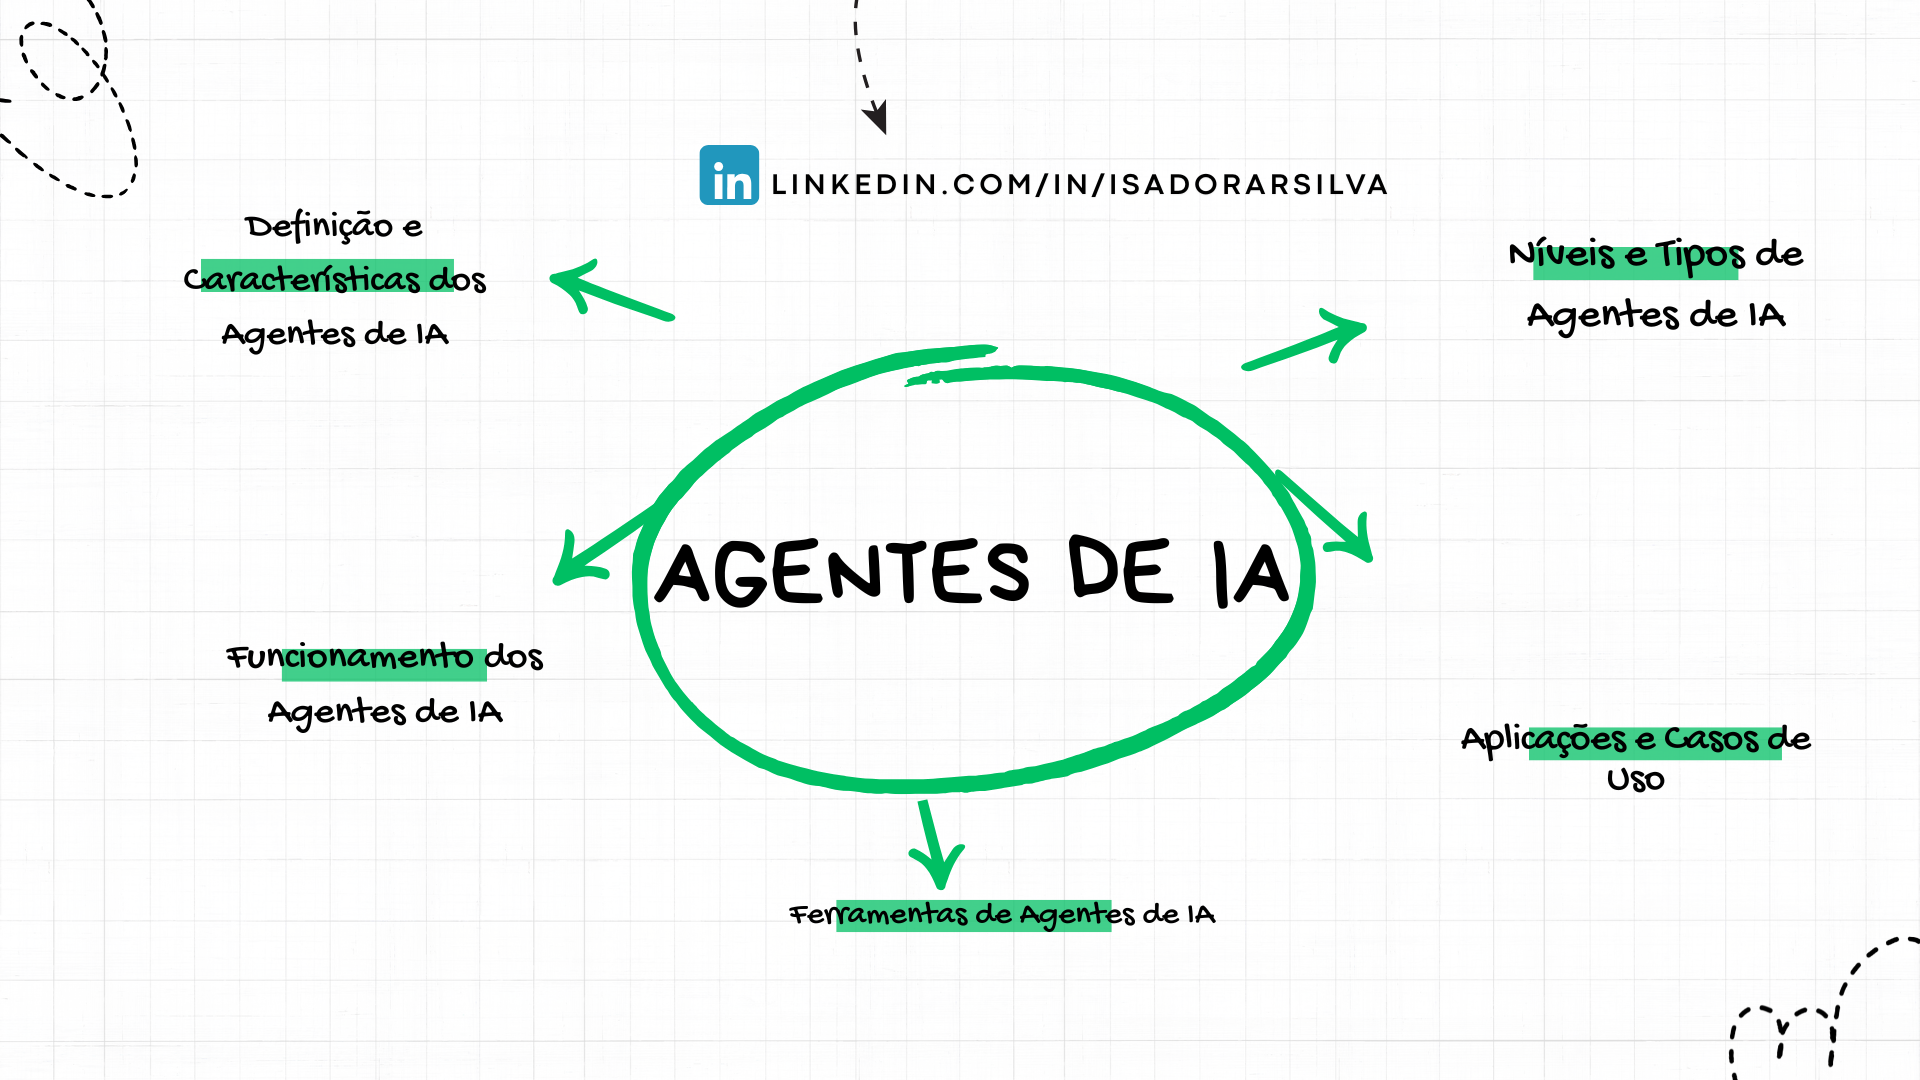 in LINKEDIN.COM/IN/ISADORARSILVA
Definição e
Características dos
Agentes de IA
Níveis e Tipos de
Agentes de IA
AGENTES DE IA
Funcionamento dos
Agentes de IA
Aplicações e Casos de
Uso
Ferramentas de Agentes de IA